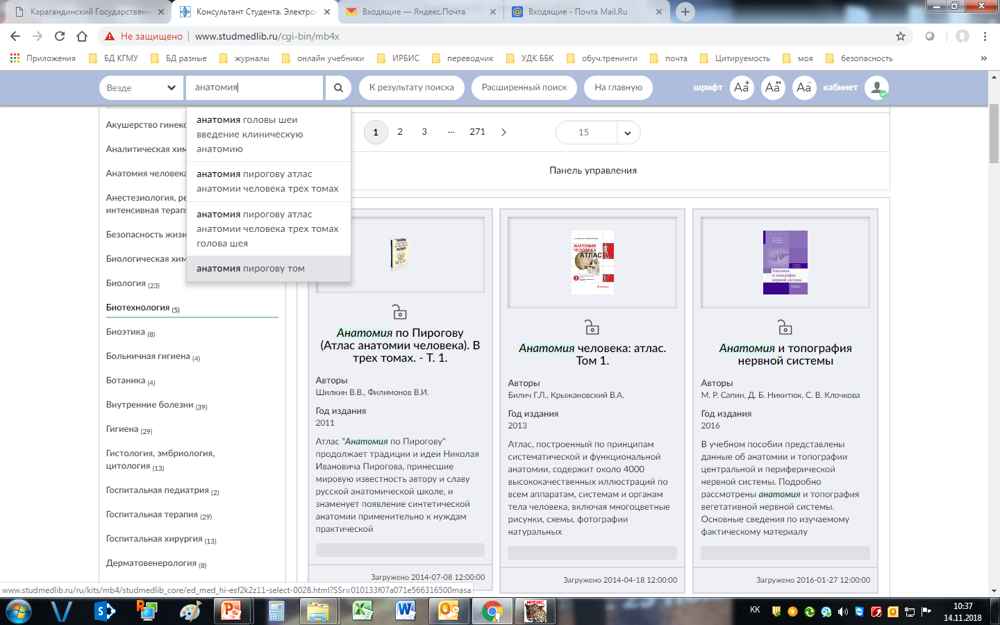 Карагандинский Государствен
Консультант Студента. Электрон
Входящие — Яндекс.Почта
Входящие - Почта Mail.Ru
Не защищено
www.studmedlib.ru/cgi-bin/mb4x
Приложения
БД КГМУ
БД разные
журналы
онлайн учебники
ИРБИС
переводчик
УДК ББК
обуч.тренинги
почта
Цитируемость
моя
безопасность
»
Везде
анатомия
К результату поиска
Расширенный поиск
На главную
шрифт
Aa+
Aa
Aa-
кабинет
анатомия головы шеи
введение клиническую
анатомию
анатомия пирогову атлас
анатомии человека трех томах
анатомия пирогову атлас
анатомии человека трех томах
голова шея
анатомия пирогову том
Акушерство гинек
Аналитическая хи
Анатомия человека
Анестезиология, р
интенсивная терап
Безопасность жизн
Биологическая хи
Биология (23)
Биотехнология (5)
Биоэтика (8)
Больничная гигиена (4)
Ботаника (4)
Внутренние болезни (39)
Гигиена (29)
Гистология, эмбриология,
цитология (13)
Госпитальная педиатрия (2)
Госпитальная терапия (29)
Госпитальная хирургия (13)
Дерматовенерология (8)
1 2 3 ... 271
15
Панель управления
Анатомия по Пирогову
(Атлас анатомии человека). В
трех томах. - Т. 1.
Авторы
Шилкин В.В., Филимонов В.И.
Год издания
2011
Атлас "Анатомия по Пирогову"
продолжает традиции и идеи Николая
Ивановича Пирогова, принесшие
мировую известность автору и славу
русской анатомической школе, и
знаменует появление синтетической
анатомии применительно к нуждам
практической
Загружено 2014-07-08 12:00:00
АНАТОМИЯ
ЧЕЛОВЕКА
АТЛАС
Анатомия человека: атлас.
Том 1.
Авторы
Билич Г.Л., Крыжановский В.А.
Год издания
2013
Атлас, построенный по принципам
систематической и функциональной
анатомии, содержит около 4000
высококачественных иллюстраций по
всем аппаратам, системам и органам
тела человека, включая многоцветные
рисунки, схемы, фотографии
натуральных
Загружено 2014-04-18 12:00:00
Анатомия
и топография
нервной системы
Анатомия и топография
нервной системы
Авторы
М. Р. Сапин, Д. Б. Никитюк, С. В. Клочкова
Год издания
2016
В учебном пособии представлены
данные об анатомии и топографии
центральной и периферической
нервной системы. Подробно
рассмотрены анатомия и топография
вегетативной нервной системы.
Основные сведения по изучаемому
фактическому материалу
Загружено 2016-01-27 12:00:00
www.studmedlib.ru/ru/kits/mb4/studmedlib_core/ed_med_hi-esf2k2z11-select-0028.html?SSr=010133f07a071e566316500masa
ИРБИС
KK
10:37
14.11.2018